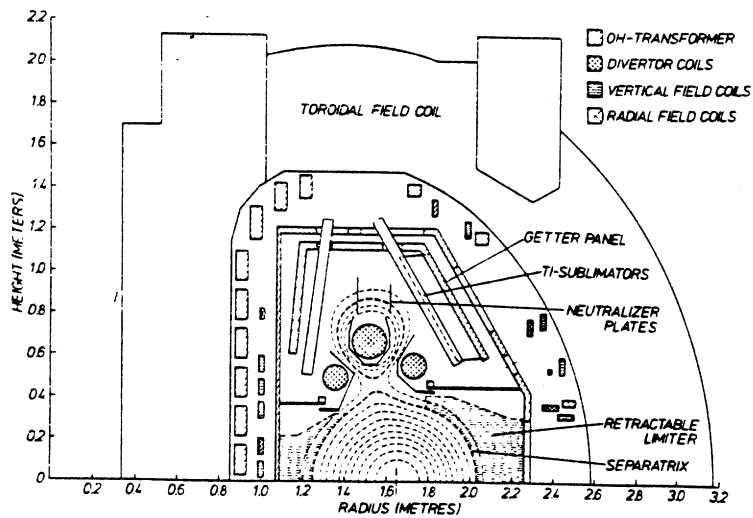 2.2
2.0
1.8
1.6
1.4
1.2
1.0
0.8
0.6
0.4
0.2
0
HEIGHT (METERS)
OH-TRANSFORMER
DIVERTOR COILS
VERTICAL FIELD COILS
RADIAL FIELD COILS
TOROIDAL FIELD COIL
GETTER PANEL
TI-SUBLIMATORS
NEUTRALIZER
PLATES
RETRACTABLE
LIMITER
SEPARATRIX
0.2 0.4 0.6 0.8 1.0 1.2 1.4 1.6 1.8 2.0 2.2 2.4 2.6 2.8 3.0 3.2
RADIUS (METRES)